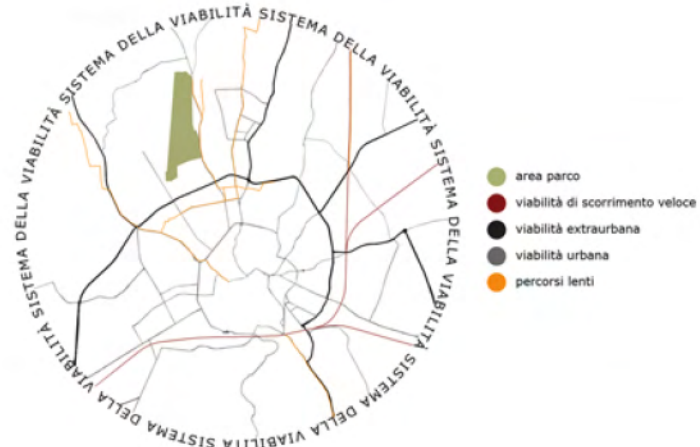 SISTEMA DELLA VIABILITÀ SISTEMA DELLA VIABILITÀ SISTEMA DELLA VIABILITÀ SISTEMA DELLA VIABILITÀ SISTEMA DELLA VIABILITÀ SISTEMA DELLA VIABILITÀ
area parco
viabilità di scorrimento veloce
viabilità extraurbana
viabilità urbana
percorsi lenti